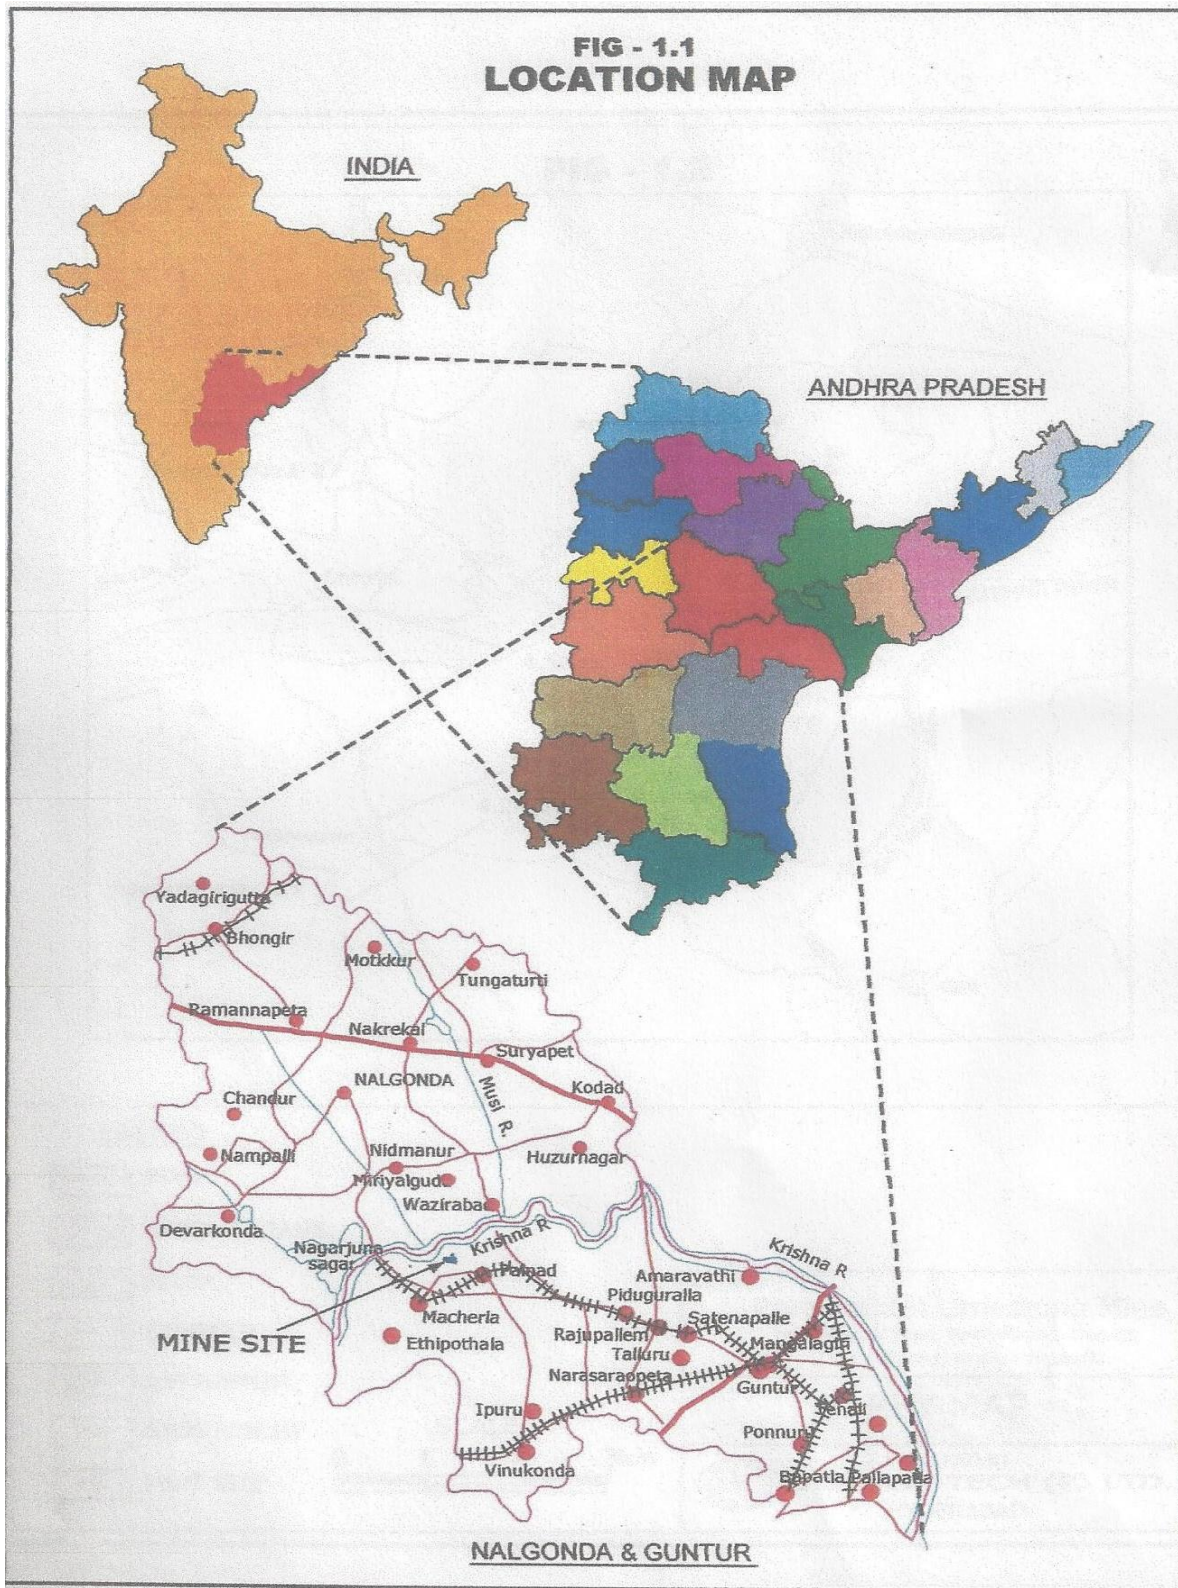 FIG - 1.1
LOCATION MAP
INDIA
ANDHRA PRADESH
Yadagirigutta
Bhongir
Motkkur
Tungaturti
Ramannapeta
Nakrekal
Suryapet
NALGONDA
Musi R.
Kodad
Chandur
Nampalli
Nidmanur
Huzurnagar
Miriyalguda
Wazirabad
Devarkonda
Nagarjuna
sagar
Krishna R
Krishna R
Palnad
Amaravathi
Piduguralla
Macherla
Satenapalle
MINE SITE
Ethipothala
Rajupallem
Mangalagiri
Talluru
Narasaraopeta
Guntur
Ipuru
Tenali
Ponnuru
Vinukonda
Bapatla
Pallapatla
NALGONDA & GUNTUR